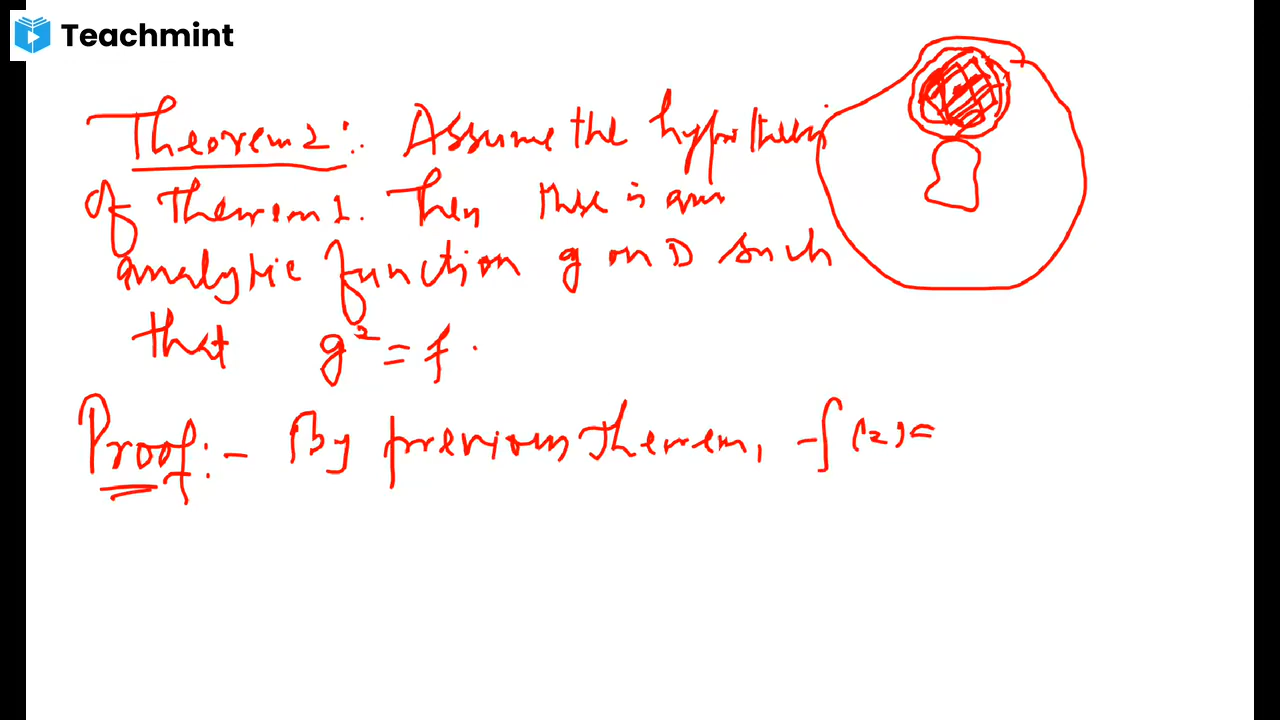 Teachmint
Theorem 2:. Assume the hypothesis
of theorem 1. Then there is an
analytic function g on D such
that g² = f.
Proof:- By previous theorem, f(z)=